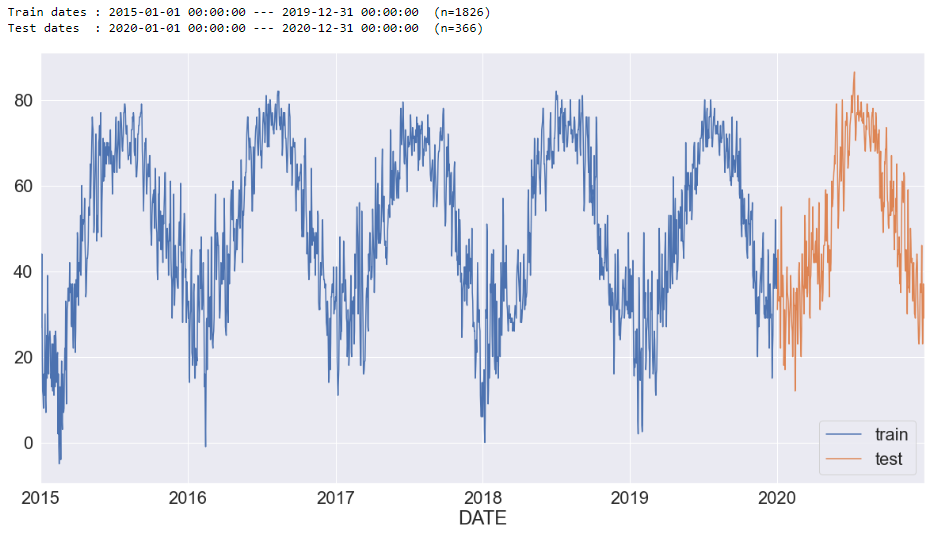 Train dates : 2015-01-01 00:00:00 --- 2019-12-31 00:00:00  (n=1826)
Test dates  : 2020-01-01 00:00:00 --- 2020-12-31 00:00:00  (n=366)
80
60
40
20
0
2015 2016 2017 2018 2019 2020
DATE
train
test